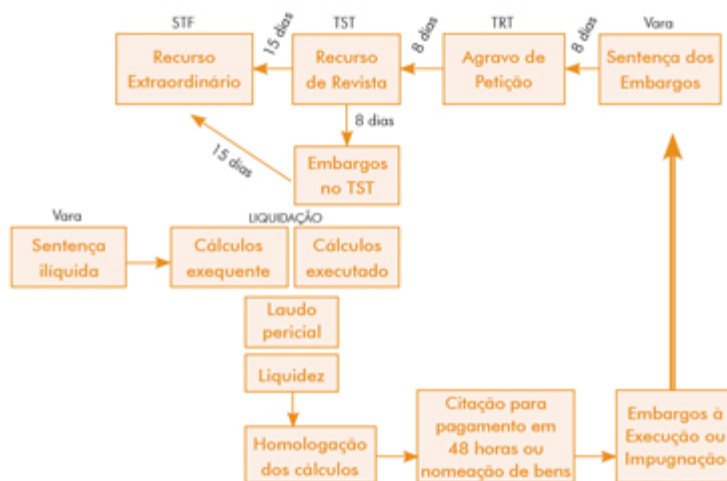 STF
TST
TRT
Vara
Recurso
Extraordinário
15 dias
Recurso
de Revista
8 dias
Agravo de
Petição
8 dias
Sentença dos
Embargos
8 dias
15 dias
Embargos
no TST
Vara
LIQUIDAÇÃO
Sentença
ilíquida
Cálculos
exequente
Cálculos
executado
Laudo
pericial
Liquidez
Homologação
dos cálculos
Citação para
pagamento em
48 horas ou
nomeação de bens
Embargos à
Execução ou
Impugnação